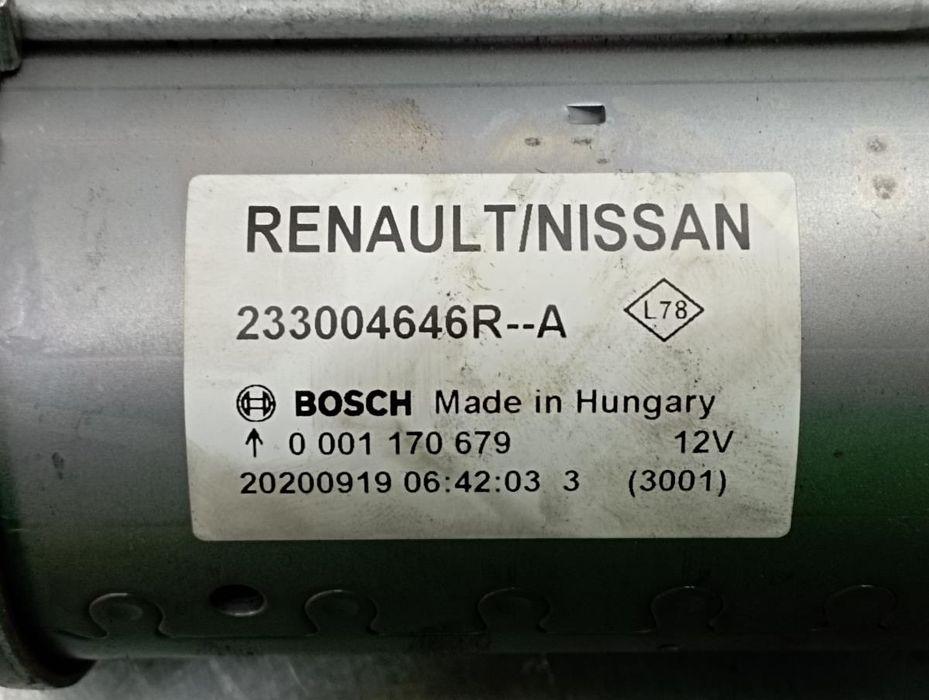 RENAULT/NISSAN
233004646R--A
L78
BOSCH Made in Hungary
↑ 0 001 170 679 12V
20200919 06:42:03 3 (3001)